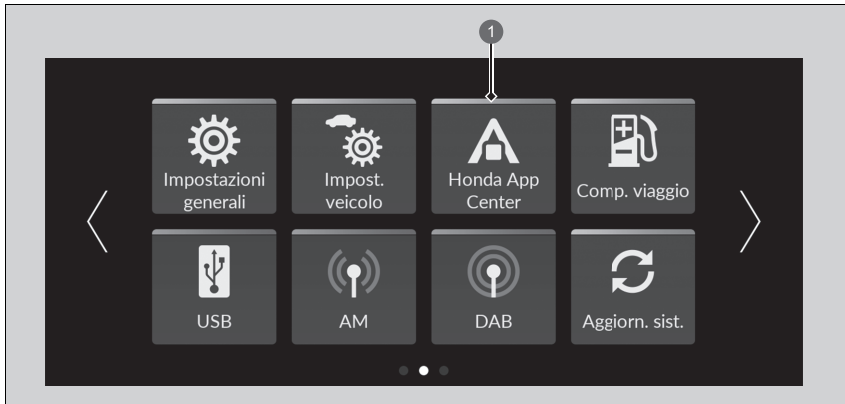 1
Impostazioni
generali
Impost.
veicolo
Honda App
Center
Comp. viaggio
USB
AM
DAB
Aggiorn. sist.